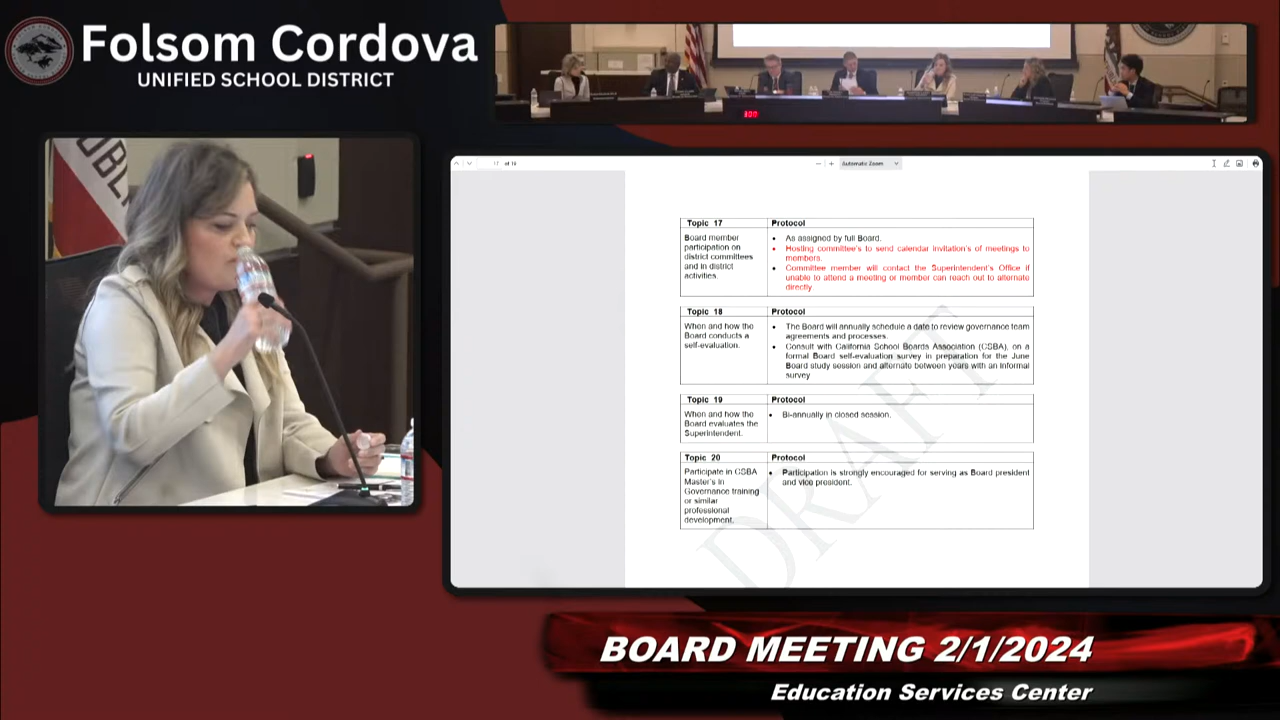 Folsom Cordova
UNIFIED SCHOOL DISTRICT
17 of 18
Automatic Zoom
Topic 17
Protocol
Board member
participation on
district committees
and in district
activities.
• As assigned by full Board.
• Hosting committee's to send calendar invitation's of meetings to
members.
• Committee member will contact the Superintendent's Office if
unable to attend a meeting or member can reach out to alternate
directly
Topic 18
Protocol
When and how the
Board conducts a
self-evaluation.
• The Board will annually schedule a date to review governance team
agreements and processes.
• Consult with California School Boards Association (CSBA), on a
formal Board self-evaluation survey in preparation for the June
Board study session and alternate between years with an informal
survey
Topic 19
Protocol
When and how the
Board evaluates the
Superintendent.
• Bi-annually in closed session.
Topic 20
Protocol
Participate in CSBA
Master's in
Governance training
or similar
professional
development.
• Participation is strongly encouraged for serving as Board president
and vice president.
DRAFT
BOARD MEETING 2/1/2024
Education Services Center